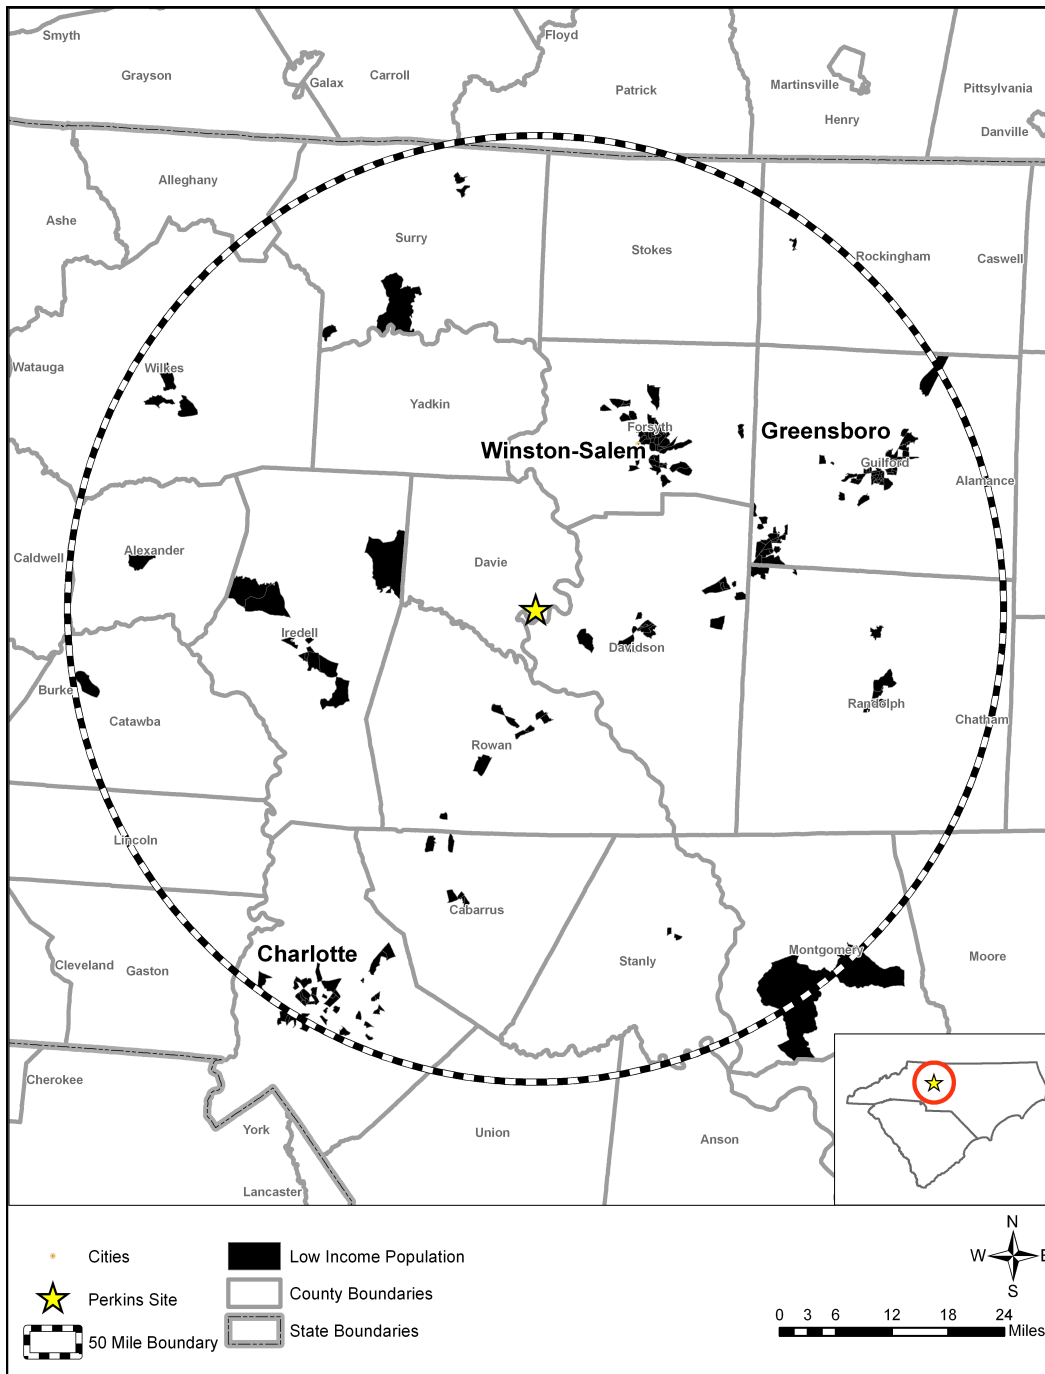 Smyth
Floyd
Grayson
Galax
Carroll
Patrick
Martinsville
Pittsylvania
Henry
Danville
Alleghany
Ashe
Surry
Stokes
Rockingham
Caswell
Watauga
Wilkes
Yadkin
Forsyth
Greensboro
Winston-Salem
Guilford
Alamance
Caldwell
Alexander
Davie
Iredell
Davidson
Burke
Catawba
Randolph
Chatham
Rowan
Lincoln
Cabarrus
Charlotte
Montgomery
Cleveland
Gaston
Stanly
Moore
Cherokee
York
Union
Anson
Lancaster
Cities
Perkins Site
50 Mile Boundary
Low Income Population
County Boundaries
State Boundaries
N
W
E
S
0 3 6 12 18 24
Miles